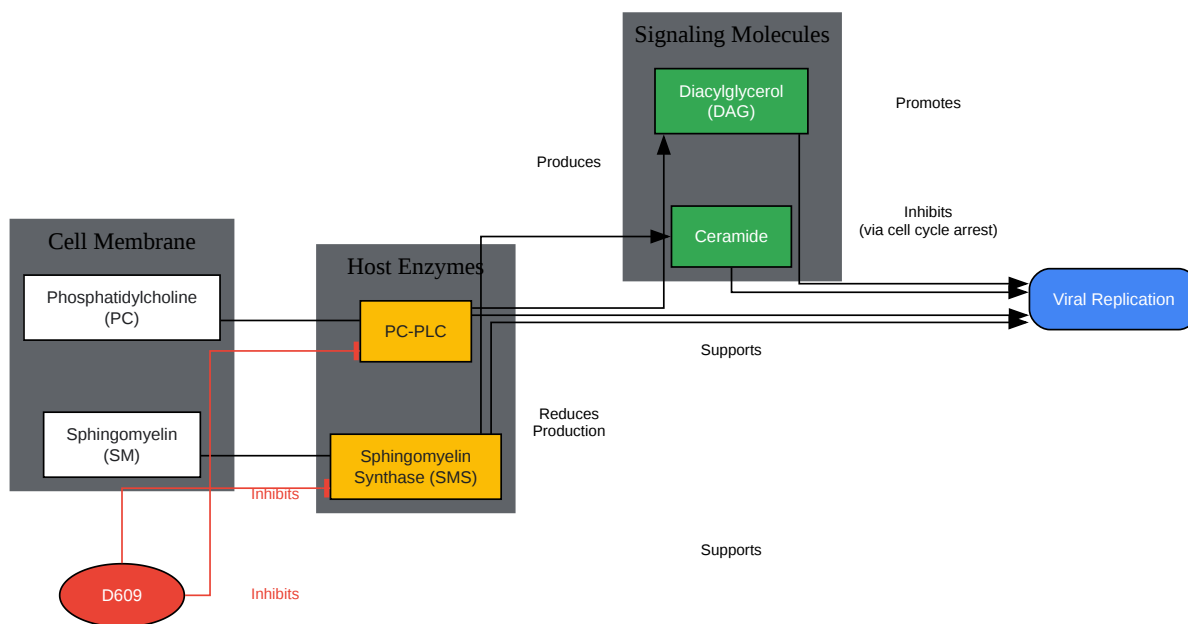 Signaling Molecules
Diacylglycerol
(DAG)
Promotes
Produces
Ceramide
Inhibits
(via cell cycle arrest)
Cell Membrane
Host Enzymes
Phosphatidylcholine
(PC)
PC-PLC
Viral Replication
Supports
Sphingomyelin
(SM)
Reduces
Production
Sphingomyelin
Synthase (SMS)
Inhibits
Supports
D609
Inhibits